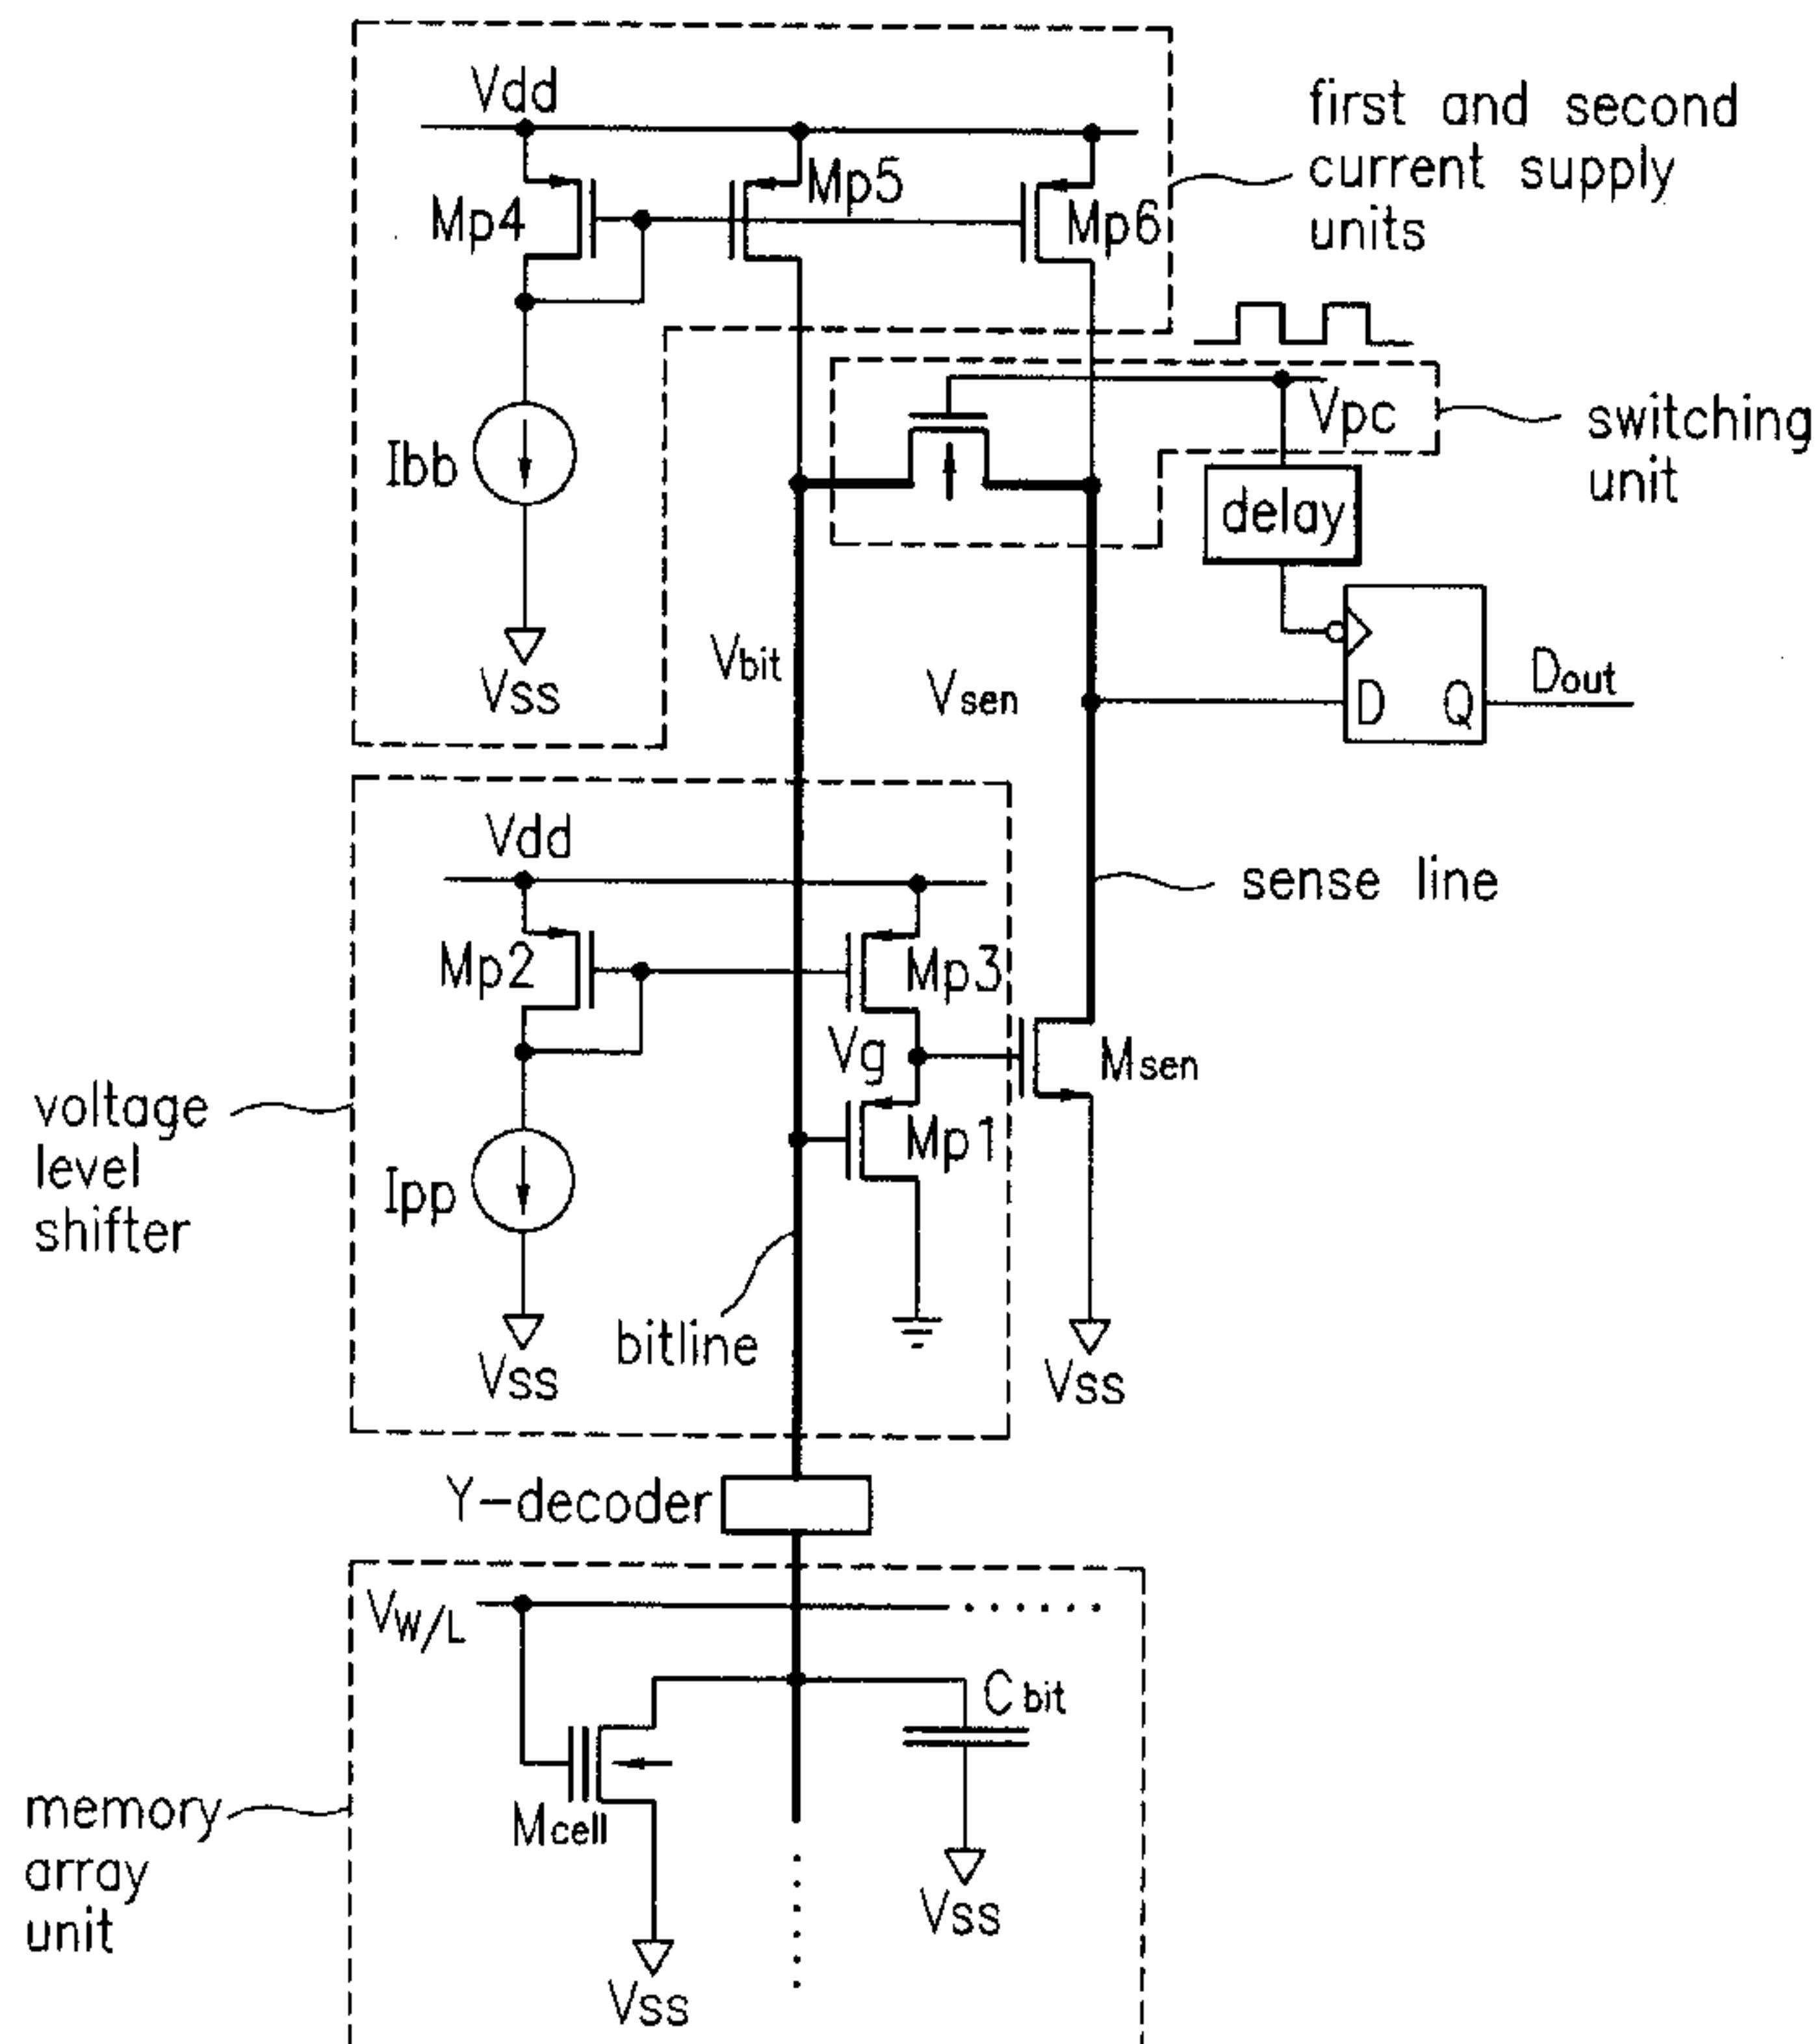 Vdd
Mp4
Mp5
Mp6
first and second
current supply
units
Ibb
Vss
Vpc
switching
unit
delay
Vbit
Vsen
D
Q
Dout
Vdd
Mp2
Mp3
sense line
Vg
Msen
Mp1
voltage
level
shifter
Ipp
bitline
Vss
Vss
Y-decoder
VW/L
Cbit
Mcell
memory
array
unit
Vss
Vss